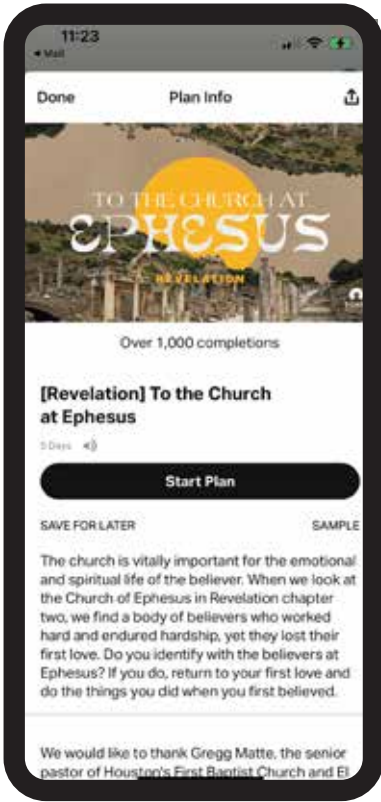 11:23
Mail
Done
Plan Info
TO THE CHURCH AT
EPHESUS
REVELATION
Over 1,000 completions
[Revelation] To the Church
at Ephesus
5 Days
Start Plan
SAVE FOR LATER
SAMPLE
The church is vitally important for the emotional
and spiritual life of the believer. When we look at
the Church of Ephesus in Revelation chapter
two, we find a body of believers who worked
hard and endured hardship, yet they lost their
first love. Do you identify with the believers at
Ephesus? If you do, return to your first love and
do the things you did when you first believed.
We would like to thank Gregg Matte, the senior
pastor of Houston's First Baptist Church and El